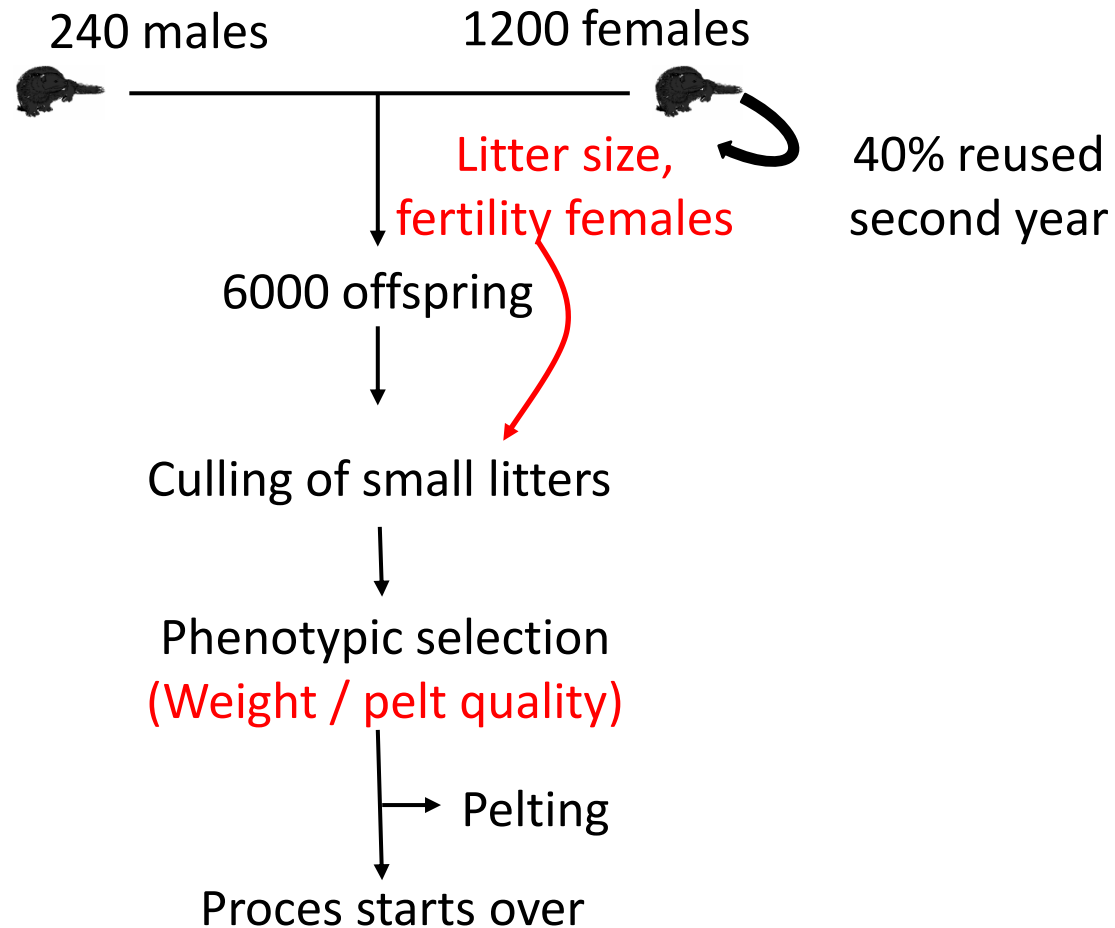 240 males
1200 females
Litter size,
fertility females
40% reused
second year
6000 offspring
Culling of small litters
Phenotypic selection
(Weight / pelt quality)
Pelting
Proces starts over